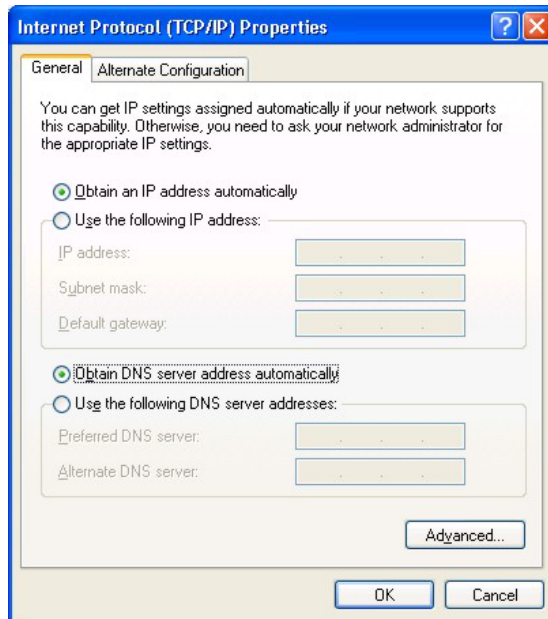 Internet Protocol (TCP/IP) Properties
General
Alternate Configuration
You can get IP settings assigned automatically if your network supports
this capability. Otherwise, you need to ask your network administrator for
the appropriate IP settings.
Obtain an IP address automatically
Use the following IP address:
IP address:
Subnet mask:
Default gateway:
Obtain DNS server address automatically
Use the following DNS server addresses:
Preferred DNS server:
Alternate DNS server:
Advanced...
OK
Cancel